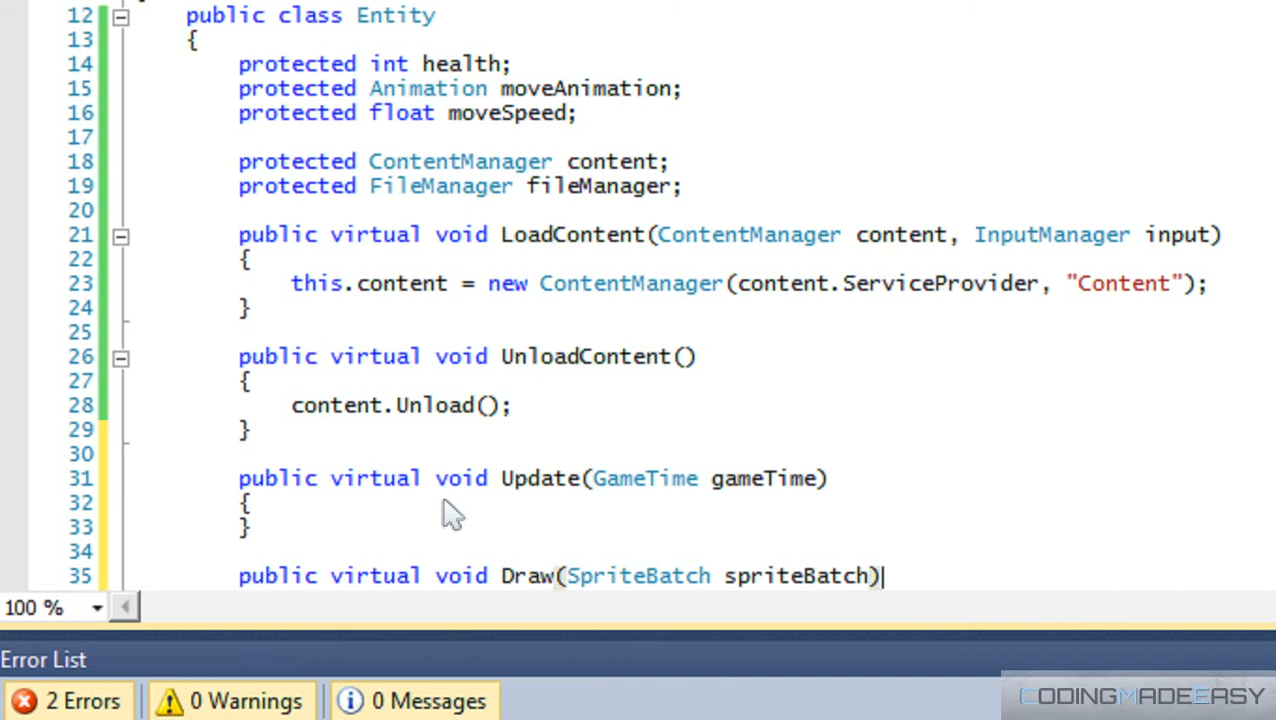 12 public class Entity
13 {
14 protected int health;
15 protected Animation moveAnimation;
16 protected float moveSpeed;
17
18 protected ContentManager content;
19 protected FileManager fileManager;
20
21 public virtual void LoadContent(ContentManager content, InputManager input)
22 {
23 this.content = new ContentManager(content.ServiceProvider, "Content");
24 }
25
26 public virtual void UnloadContent()
27 {
28 content.Unload();
29 }
30
31 public virtual void Update(GameTime gameTime)
32 {
33 }
34
35 public virtual void Draw(SpriteBatch spriteBatch)
100 %
Error List
2 Errors 0 Warnings 0 Messages
CODINGMADEEASY